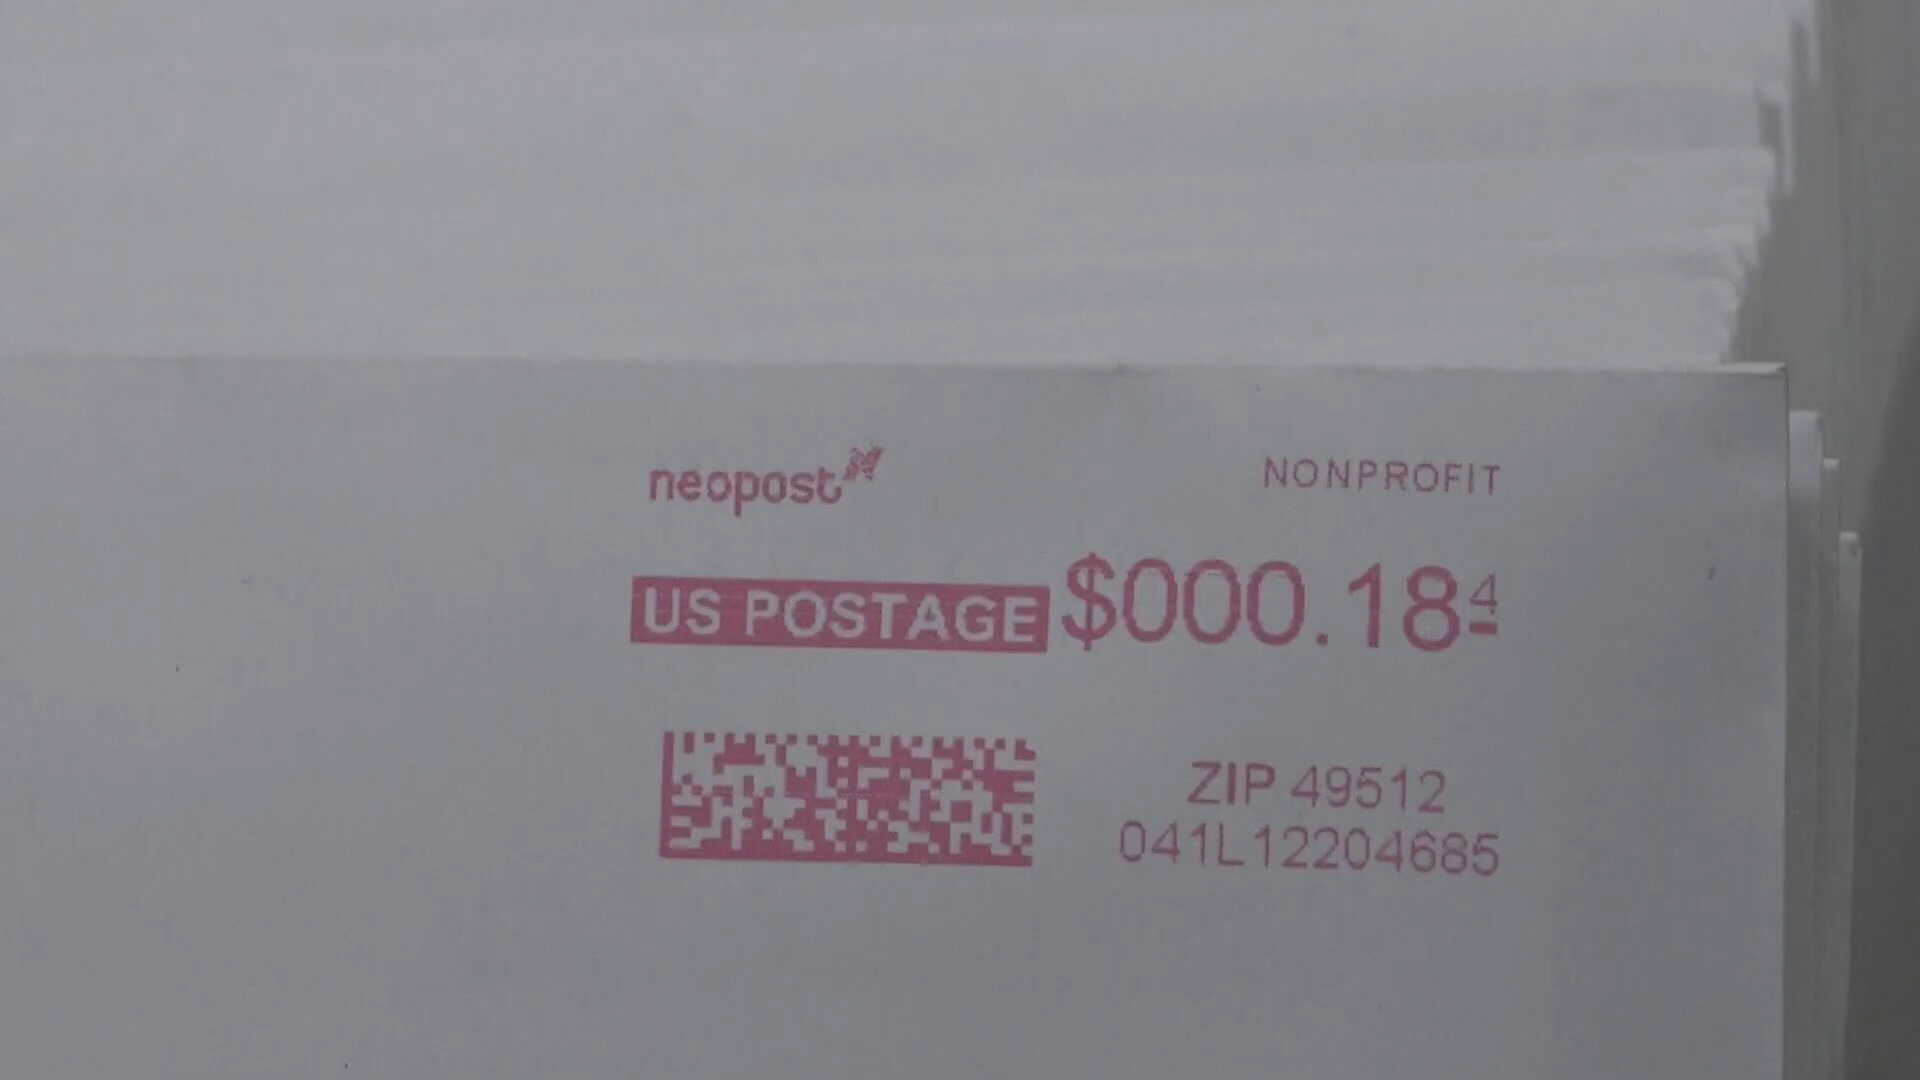 neopost
NONPROFIT
US POSTAGE $000.18⁴
ZIP 49512
041L12204685